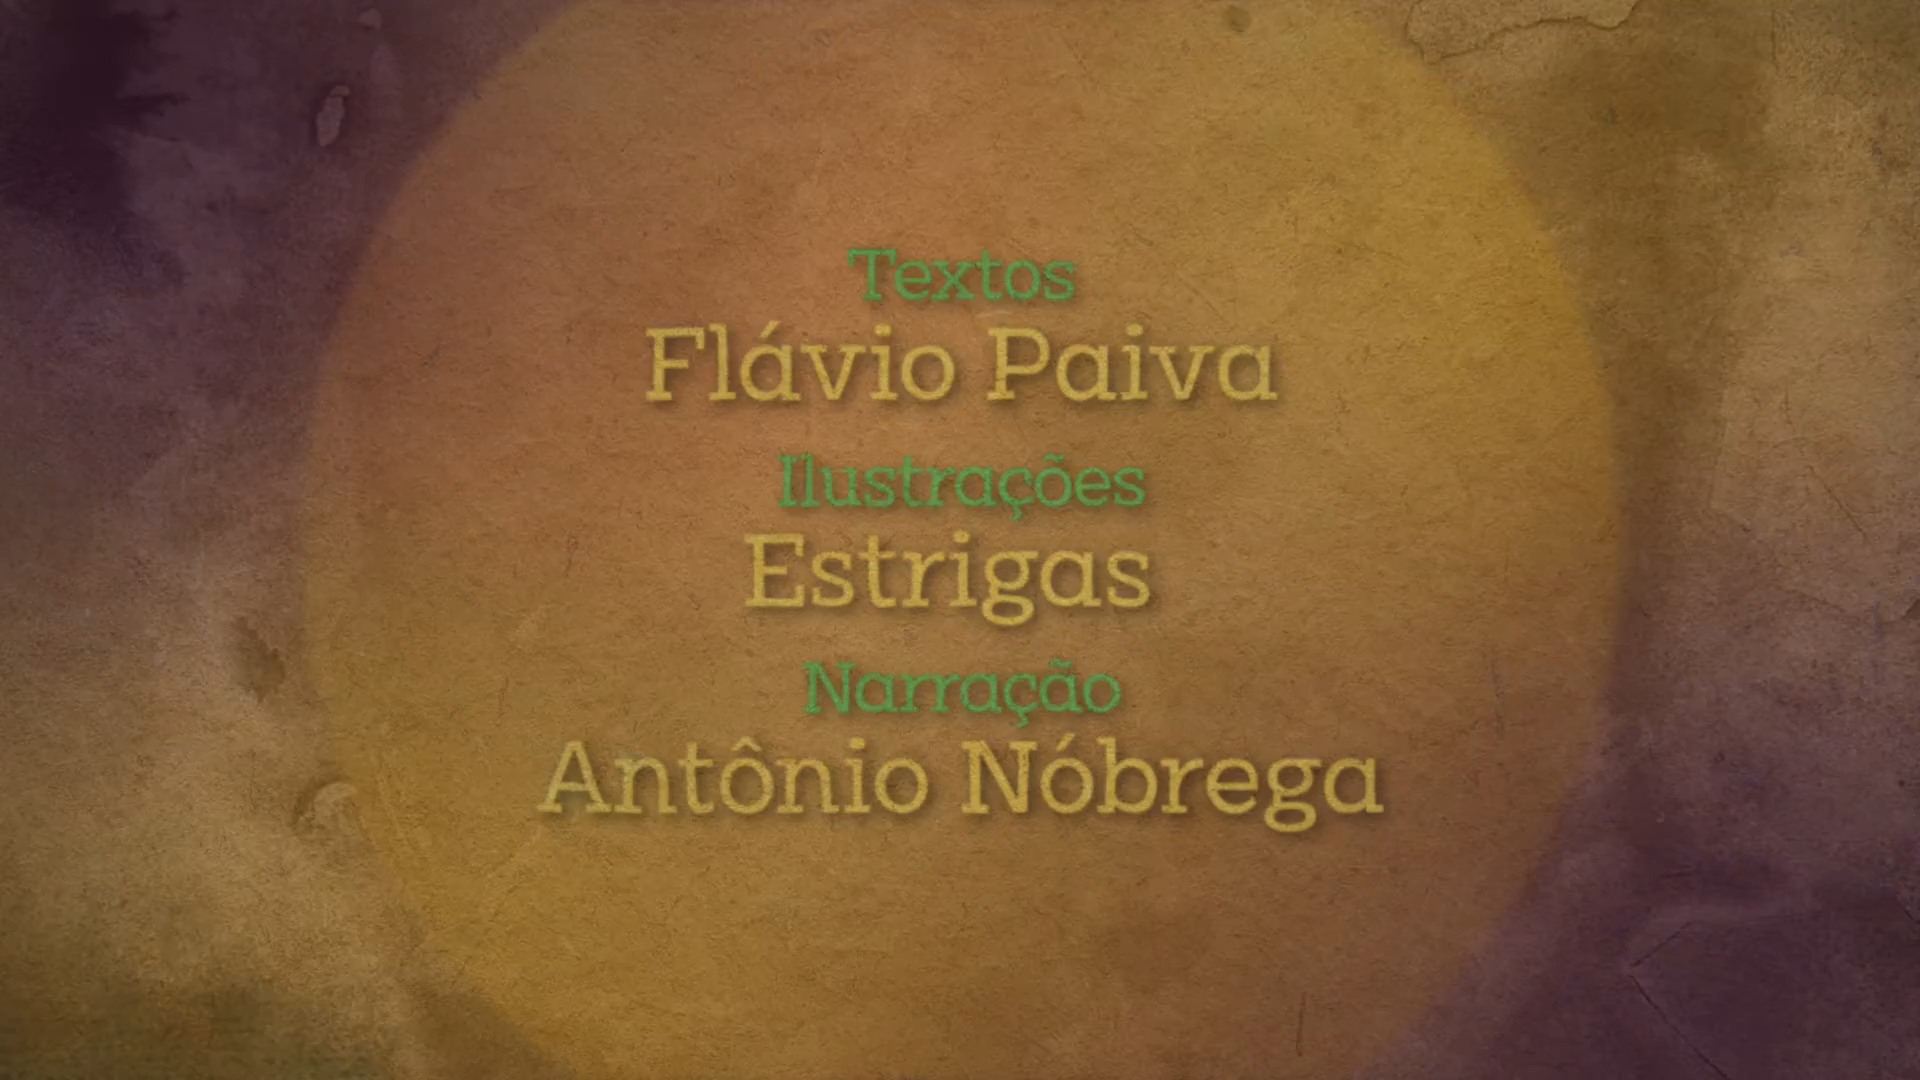 Textos
Flávio Paiva
Ilustrações
Estrigas
Narração
Antônio Nóbrega